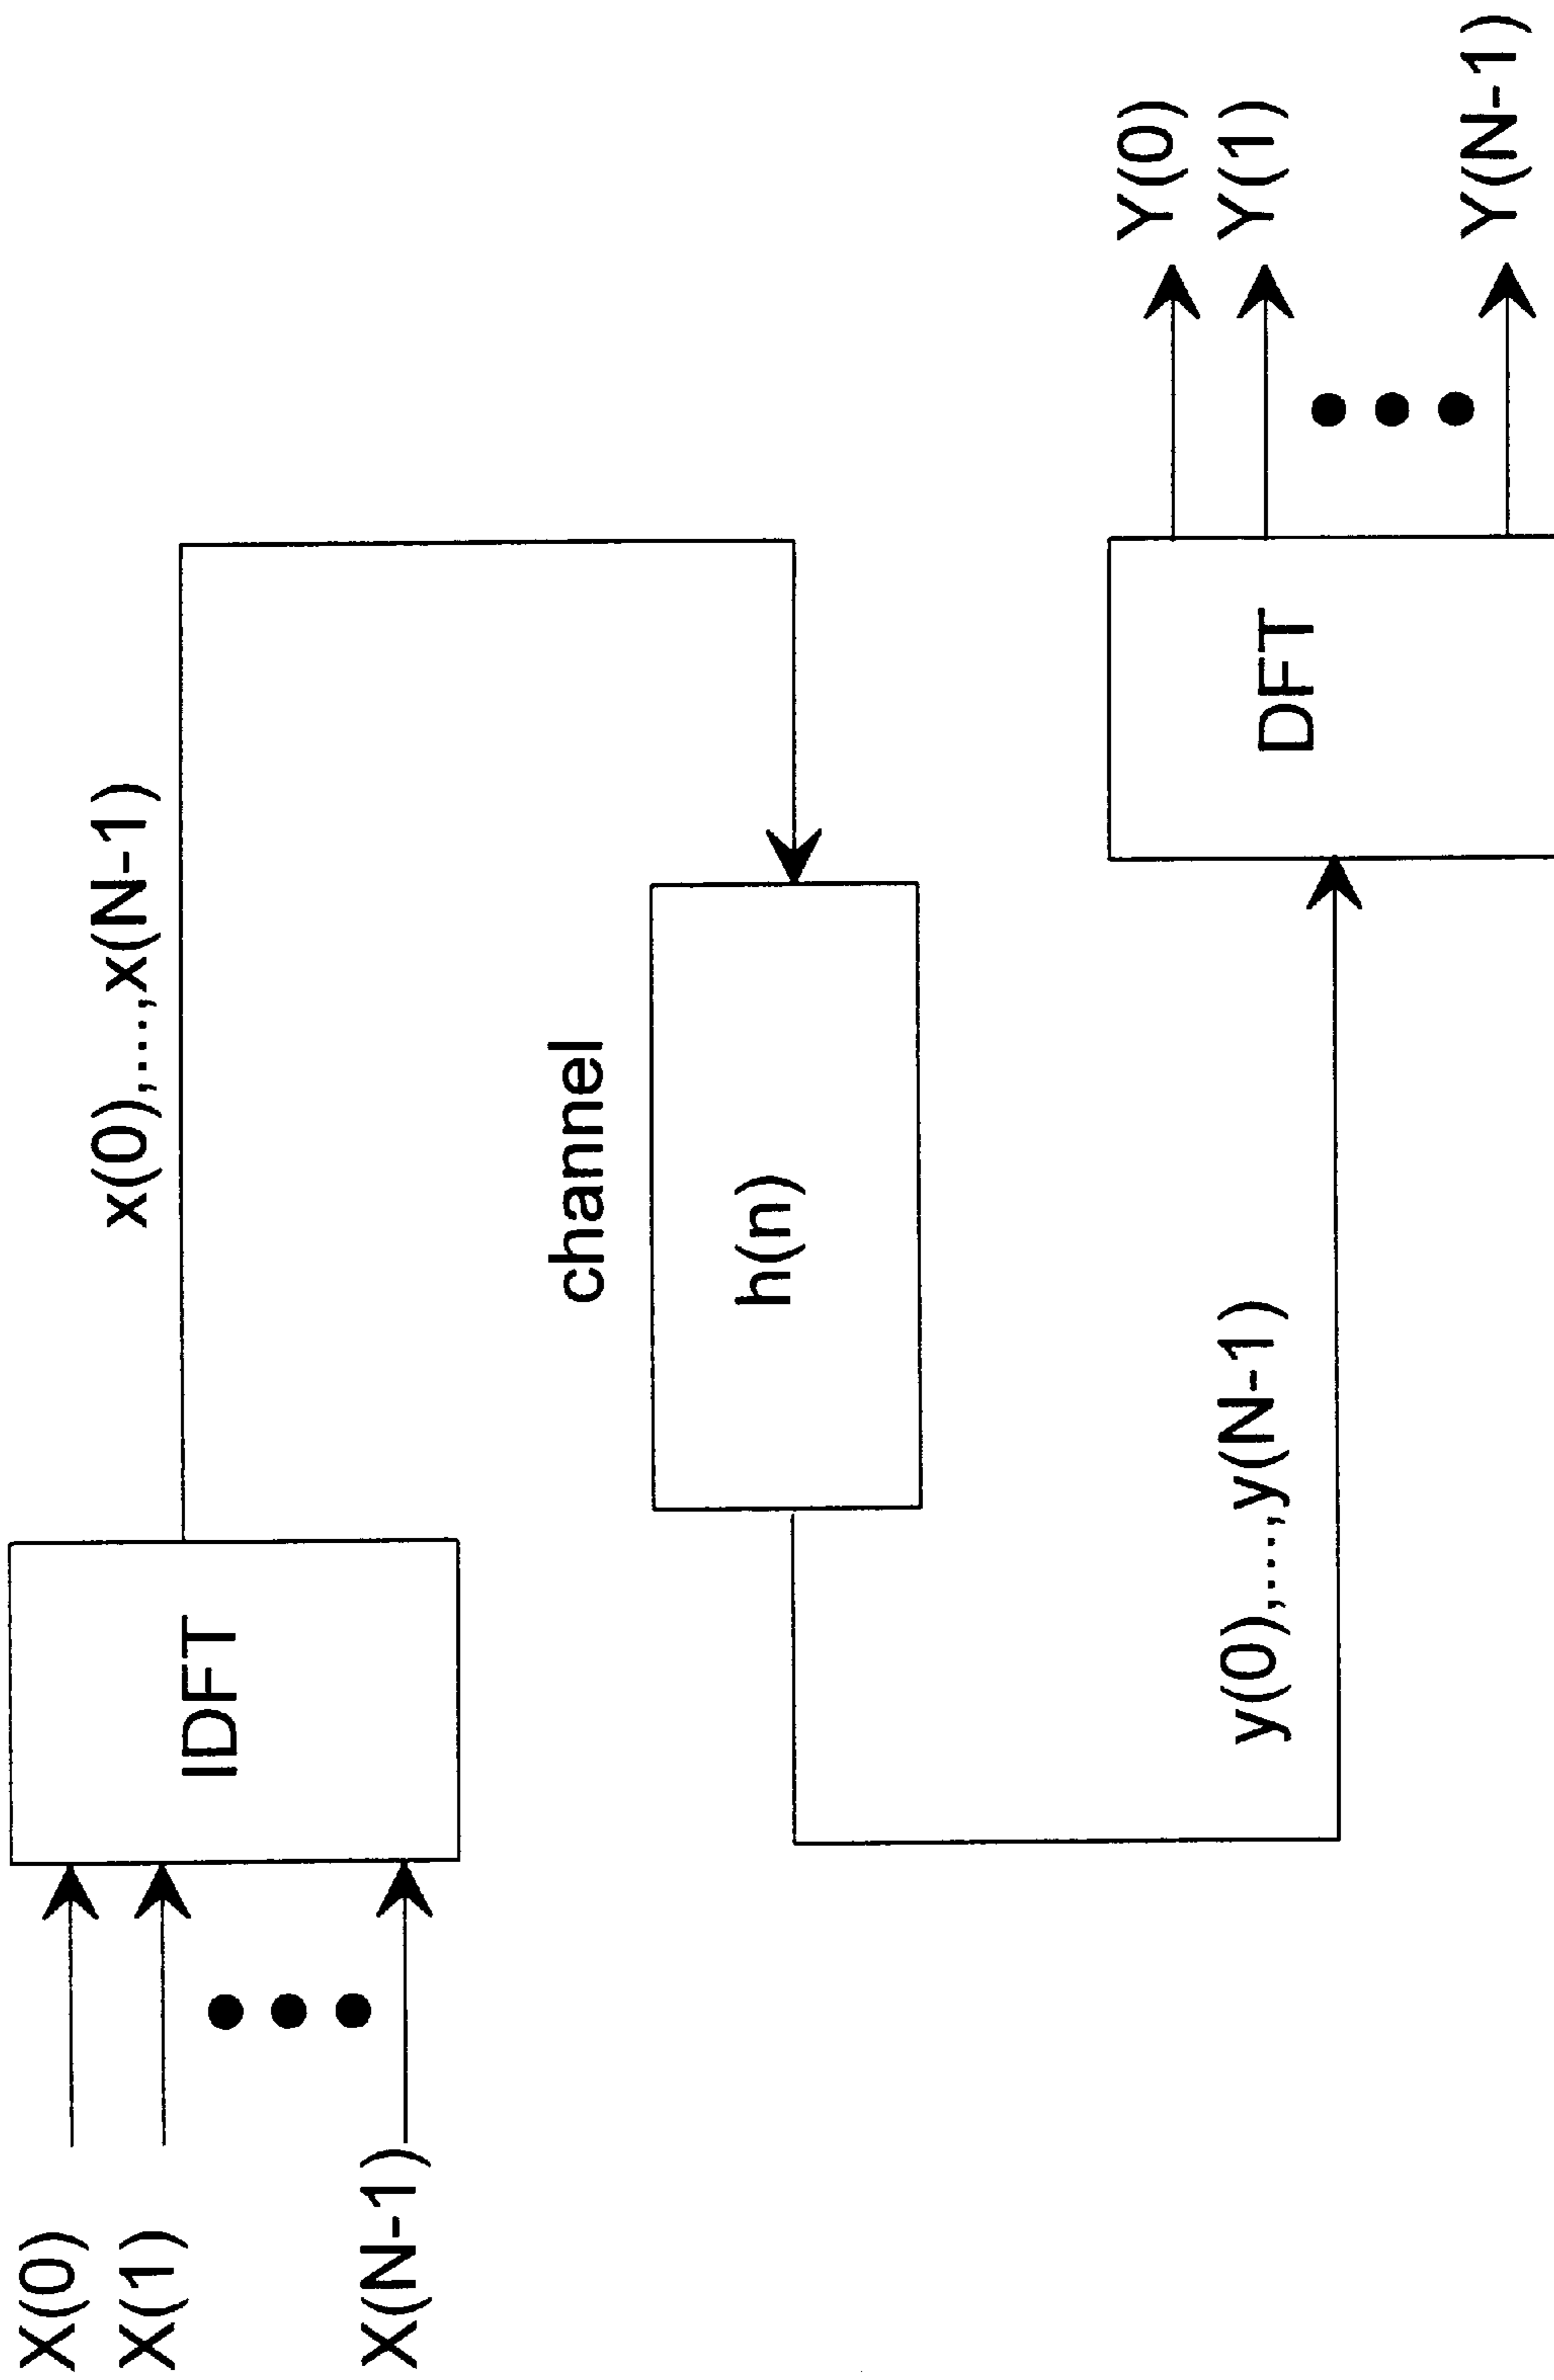 X(0)
X(1)
X(N-1)
IDFT
x(0),...,x(N-1)
channel
h(n)
y(0),...,y(N-1)
DFT
Y(0)
Y(1)
Y(N-1)